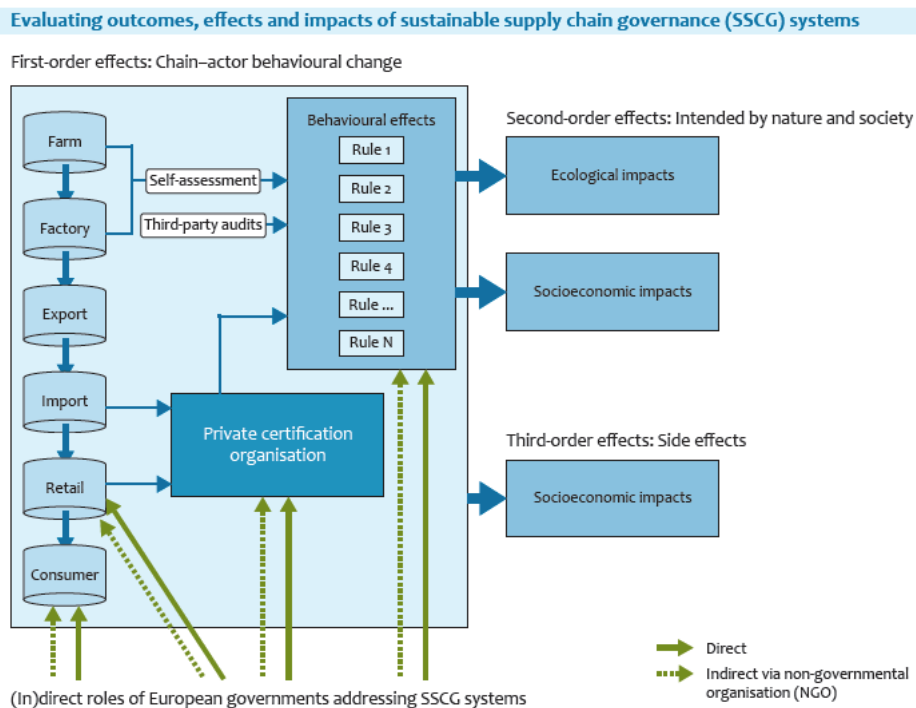 Evaluating outcomes, effects and impacts of sustainable supply chain governance (SSCG) systems
First-order effects: Chain–actor behavioural change
Farm
Factory
Export
Import
Retail
Consumer
Self-assessment
Third-party audits
Private certification
organisation
Behavioural effects
Rule 1
Rule 2
Rule 3
Rule 4
Rule ...
Rule N
Second-order effects: Intended by nature and society
Ecological impacts
Socioeconomic impacts
Third-order effects: Side effects
Socioeconomic impacts
Direct
Indirect via non-governmental
organisation (NGO)
(In)direct roles of European governments addressing SSCG systems